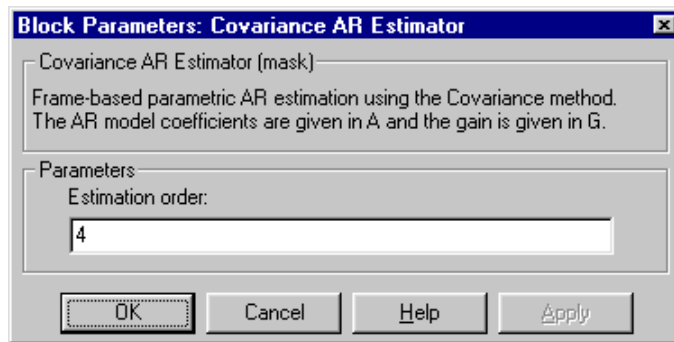 Block Parameters: Covariance AR Estimator
Covariance AR Estimator (mask)
Frame-based parametric AR estimation using the Covariance method.
The AR model coefficients are given in A and the gain is given in G.
Parameters
Estimation order:
4
OK Cancel Help Apply